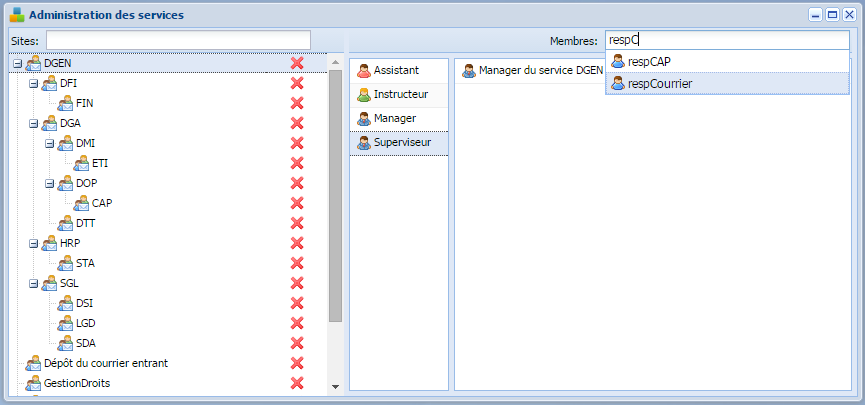 Administration des services
Sites:
Membres: respC
respCAP
respCourrier
DGEN
DFI
FIN
DGA
DMI
ETI
DOP
CAP
DTT
HRP
STA
SGL
DSI
LGD
SDA
Dépôt du courrier entrant
GestionDroits
Assistant
Instructeur
Manager
Superviseur
Manager du service DGEN